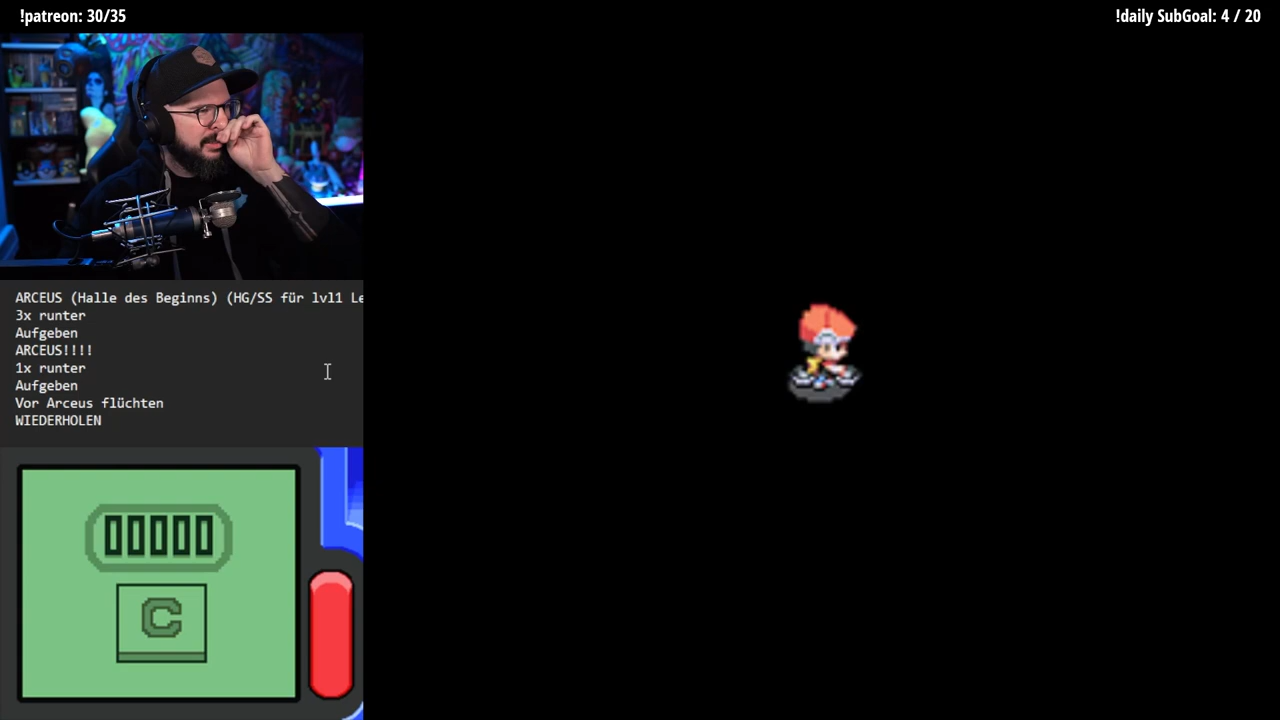 !patreon: 30/35
!daily SubGoal: 4 / 20
ARCEUS (Halle des Beginns) (HG/SS für lvl1 Le
3x runter
Aufgeben
ARCEUS!!!!
1x runter
Aufgeben
Vor Arceus flüchten
WIEDERHOLEN
00000
C